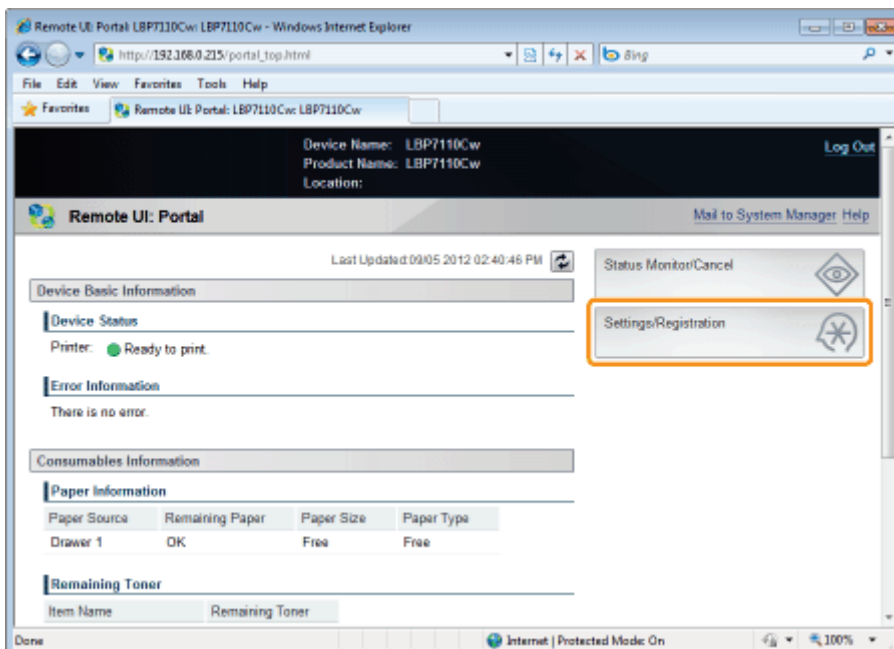 Remote UI: Portal: LBP7110Cw: LBP7110Cw - Windows Internet Explorer
http://192.168.0.215/portal_top.html
Bing
File Edit View Favorites Tools Help
Favorites
Remote UI: Portal: LBP7110Cw: LBP7110Cw
Device Name: LBP7110Cw
Product Name: LBP7110Cw
Location:
Log Out
Remote UI: Portal
Mail to System Manager Help
Last Updated:09/05 2012 02:40:46 PM
Status Monitor/Cancel
Settings/Registration
Device Basic Information
Device Status
Printer: Ready to print.
Error Information
There is no error.
Consumables Information
Paper Information
Paper Source Remaining Paper Paper Size Paper Type
Drawer 1 OK Free Free
Remaining Toner
Item Name Remaining Toner
Done
Internet | Protected Mode: On
100%